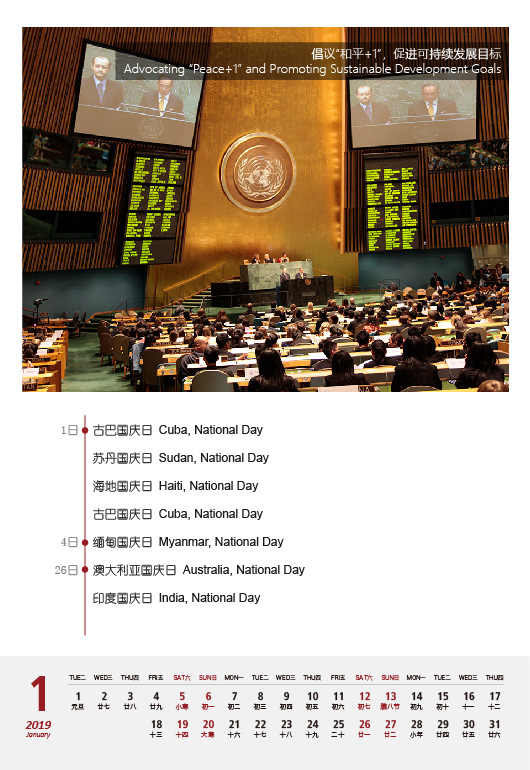 倡议“和平+1”，促进可持续发展目标
Advocating “Peace+1” and Promoting Sustainable Development Goals
1日 古巴国庆日 Cuba, National Day
苏丹国庆日 Sudan, National Day
海地国庆日 Haiti, National Day
古巴国庆日 Cuba, National Day
4日 缅甸国庆日 Myanmar, National Day
26日 澳大利亚国庆日 Australia, National Day
印度国庆日 India, National Day
1
2019
January
TUE二 WED三 THU四 FRI五 SAT六 SUN日 MON一 TUE二 WED三 THU四 FRI五 SAT六 SUN日 MON一 TUE二 WED三 THU四
1 2 3 4 5 6 7 8 9 10 11 12 13 14 15 16 17
元旦 廿七 廿八 廿九 小寒 初一 初二 初三 初四 初五 初六 初七 腊八节 初九 初十 十一 十二
18 19 20 21 22 23 24 25 26 27 28 29 30 31
十三 十四 大寒 十六 十七 十八 十九 二十 廿一 廿二 小年 廿四 廿五 廿六